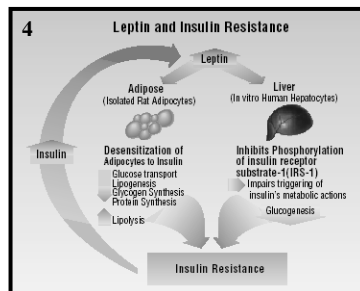 4
Leptin and Insulin Resistance
Leptin
Adipose
(Isolated Rat Adipocytes)
Liver
(In vitro Human Hepatocytes)
Insulin
Desensitization of
Adipocytes to Insulin
Glucose transport
Lipogenesis
Glycogen Synthesis
Protein Synthesis
Lipolysis
Inhibits Phosphorylation
of insulin receptor
substrate-1(IRS-1)
Impairs triggering of
insulin's metabolic actions
Glucogenesis
Insulin Resistance